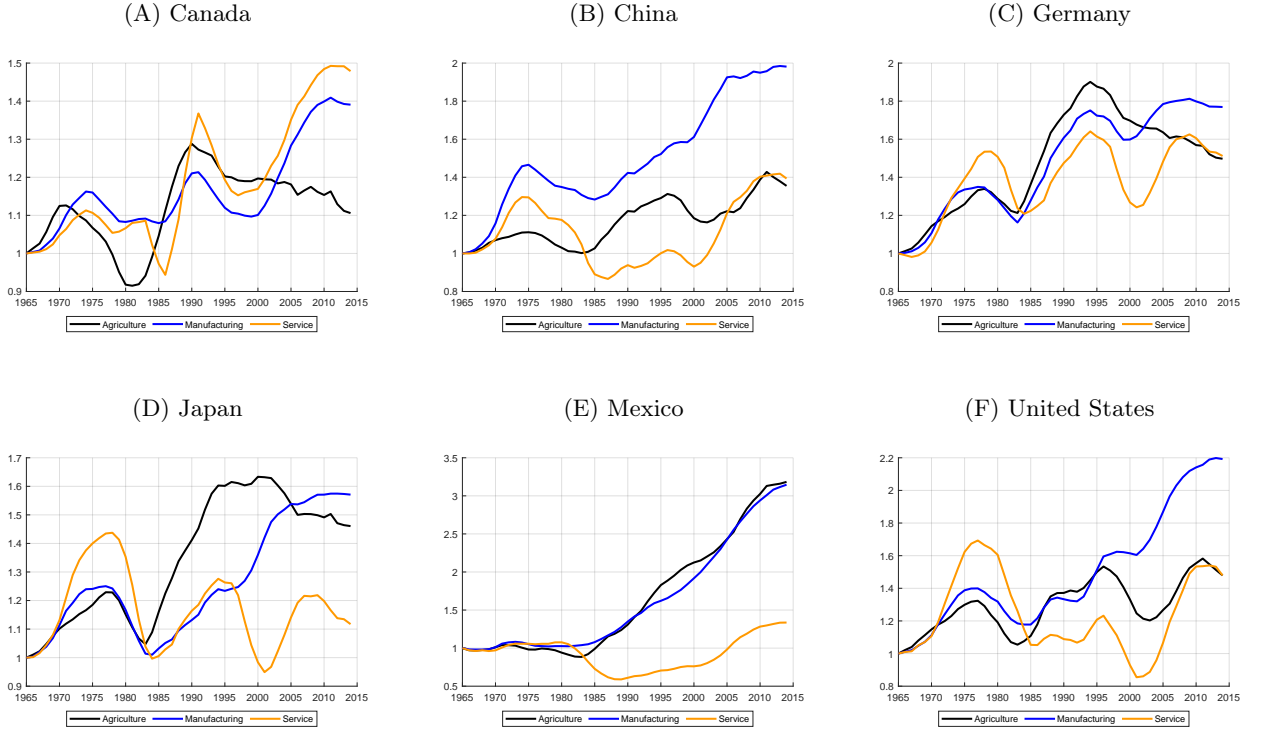 (A) Canada
1.5
1.4
1.3
1.2
1.1
1
0.9
1965 1970 1975 1980 1985 1990 1995 2000 2005 2010 2015
Agriculture Manufacturing Service
(B) China
2
1.8
1.6
1.4
1.2
1
0.8
1965 1970 1975 1980 1985 1990 1995 2000 2005 2010 2015
Agriculture Manufacturing Service
(C) Germany
2
1.8
1.6
1.4
1.2
1
0.8
1965 1970 1975 1980 1985 1990 1995 2000 2005 2010 2015
Agriculture Manufacturing Service
(D) Japan
1.7
1.6
1.5
1.4
1.3
1.2
1.1
1
0.9
1965 1970 1975 1980 1985 1990 1995 2000 2005 2010 2015
Agriculture Manufacturing Service
(E) Mexico
3.5
3
2.5
2
1.5
1
0.5
1965 1970 1975 1980 1985 1990 1995 2000 2005 2010 2015
Agriculture Manufacturing Service
(F) United States
2.2
2
1.8
1.6
1.4
1.2
1
0.8
1965 1970 1975 1980 1985 1990 1995 2000 2005 2010 2015
Agriculture Manufacturing Service